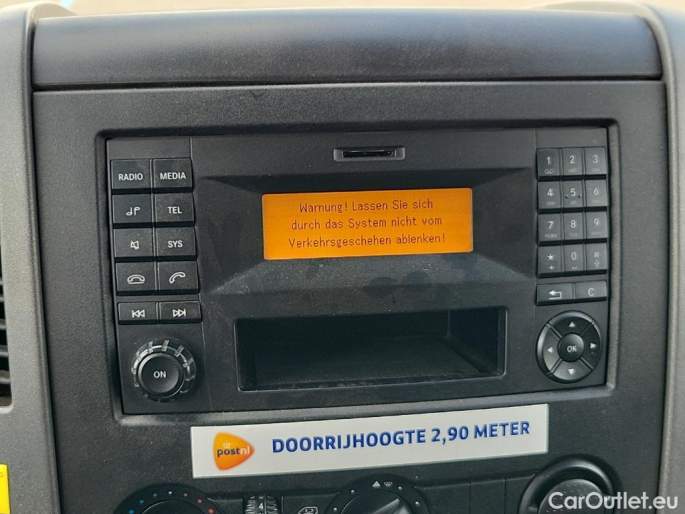 RADIO
MEDIA
TEL
SYS
ON
Warnung! Lassen Sie sich
durch das System nicht vom
Verkehrsgeschehen ablenken!
1
2
3
4
5
6
7
8
9
*
0
#
C
OK
postnl
DOORRIJHOOGTE 2,90 METER
CarOutlet.eu